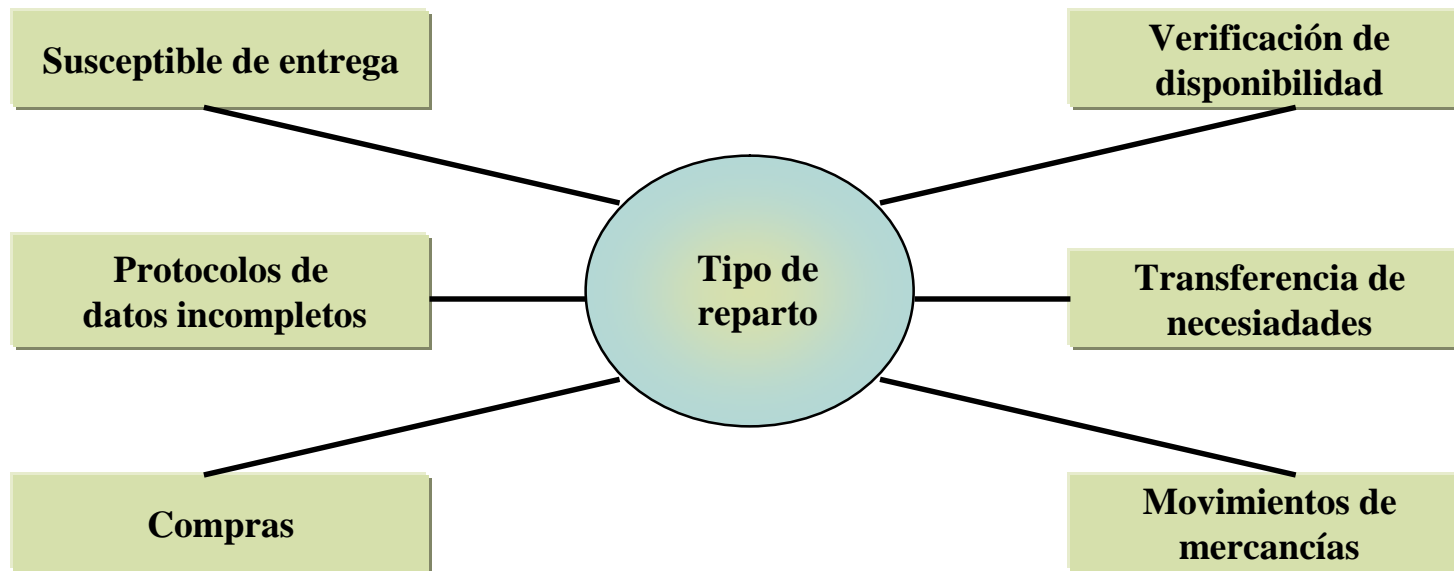 Susceptible de entrega
Verificación de
disponibilidad
Protocolos de
datos incompletos
Tipo de
reparto
Transferencia de
necesiadades
Compras
Movimientos de
mercancías